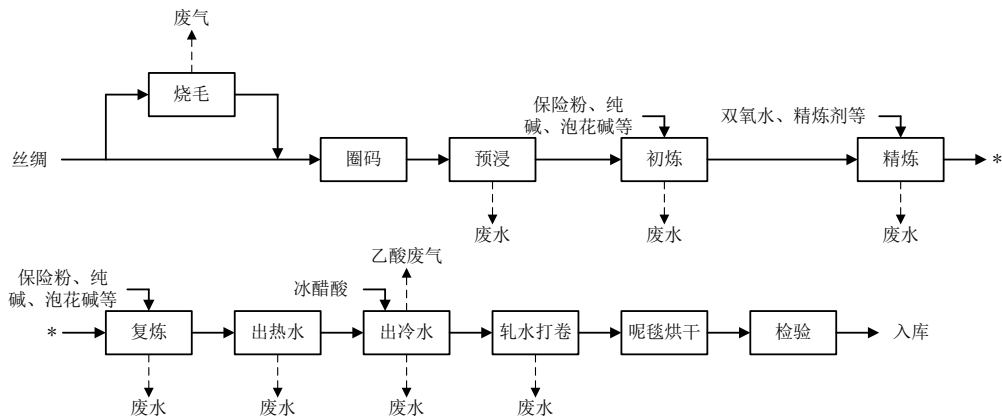 废气
烧毛
丝绸
圈码
预浸
保险粉、纯
碱、泡花碱等
初炼
双氧水、精炼剂等
精炼
*
废水
废水
废水
保险粉、纯
碱、泡花碱等
*
复炼
出热水
冰醋酸
乙酸废气
出冷水
轧水打卷
呢毯烘干
检验
入库
废水
废水
废水
废水